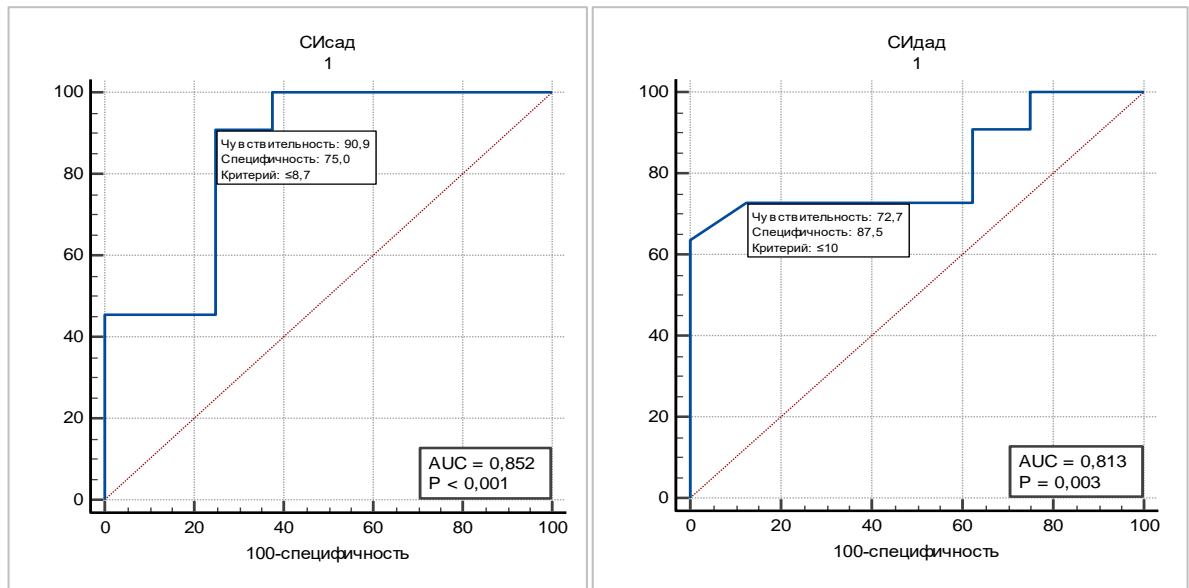 СИсад
1
100
80
60
40
20
0
Чувствительность: 90,9
Специфичность: 75,0
Критерий: ≤8,7
AUC = 0,852
P < 0,001
0 20 40 60 80 100
100-специфичность
СИдад
1
100
80
60
40
20
0
Чувствительность: 72,7
Специфичность: 87,5
Критерий: ≤10
AUC = 0,813
P = 0,003
0 20 40 60 80 100
100-специфичность